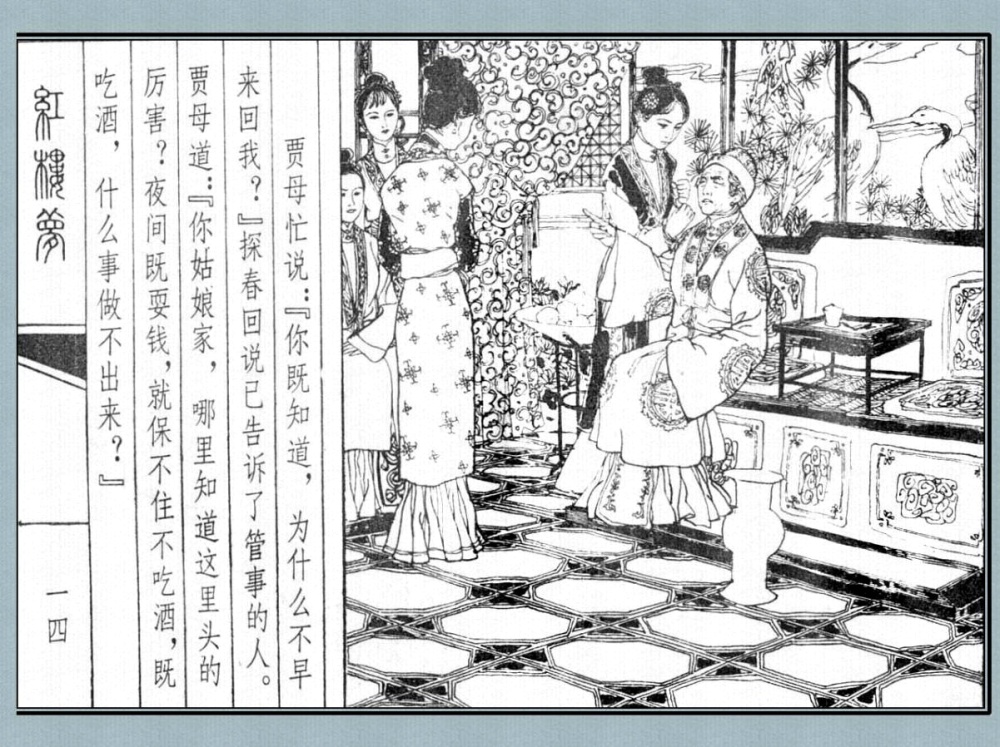 贾母忙说：『你既知道，为什么不早
来回我？』探春回说已告诉了管事的人。
贾母道：『你姑娘家，哪里知道这里头的
厉害？夜间既耍钱，就保不住不吃酒，既
吃酒，什么事做不出来？』
紅樓夢
一四